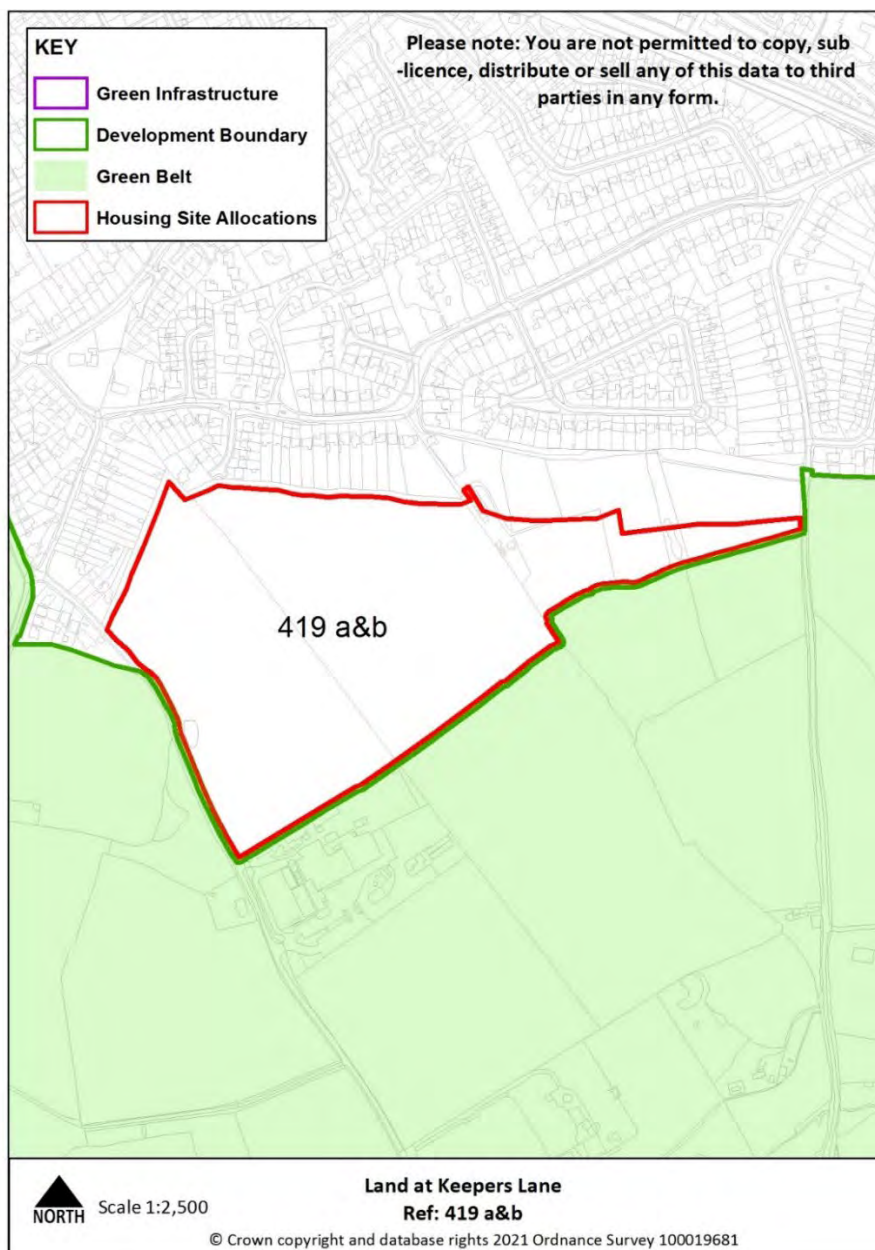 KEY
Green Infrastructure
Development Boundary
Green Belt
Housing Site Allocations
Please note: You are not permitted to copy, sub
-licence, distribute or sell any of this data to third
parties in any form.
419 a&b
NORTH
Scale 1:2,500
Land at Keepers Lane
Ref: 419 a&b
© Crown copyright and database rights 2021 Ordnance Survey 100019681